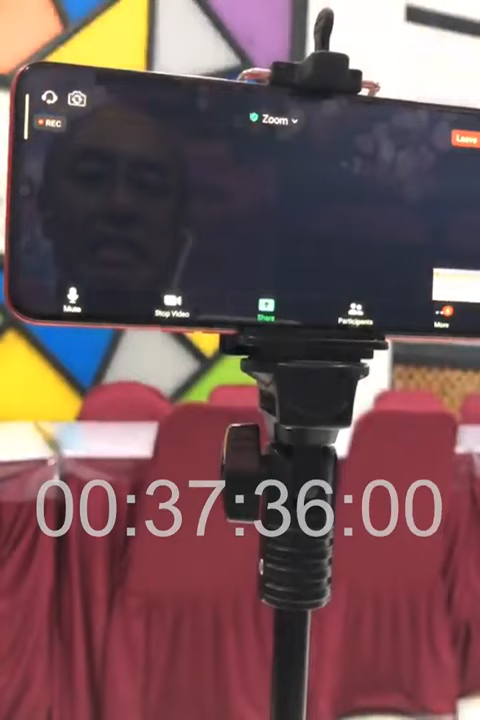 Zoom
REC
Leave
Mute
Stop Video
Share
Participants
More
00:37:36:00